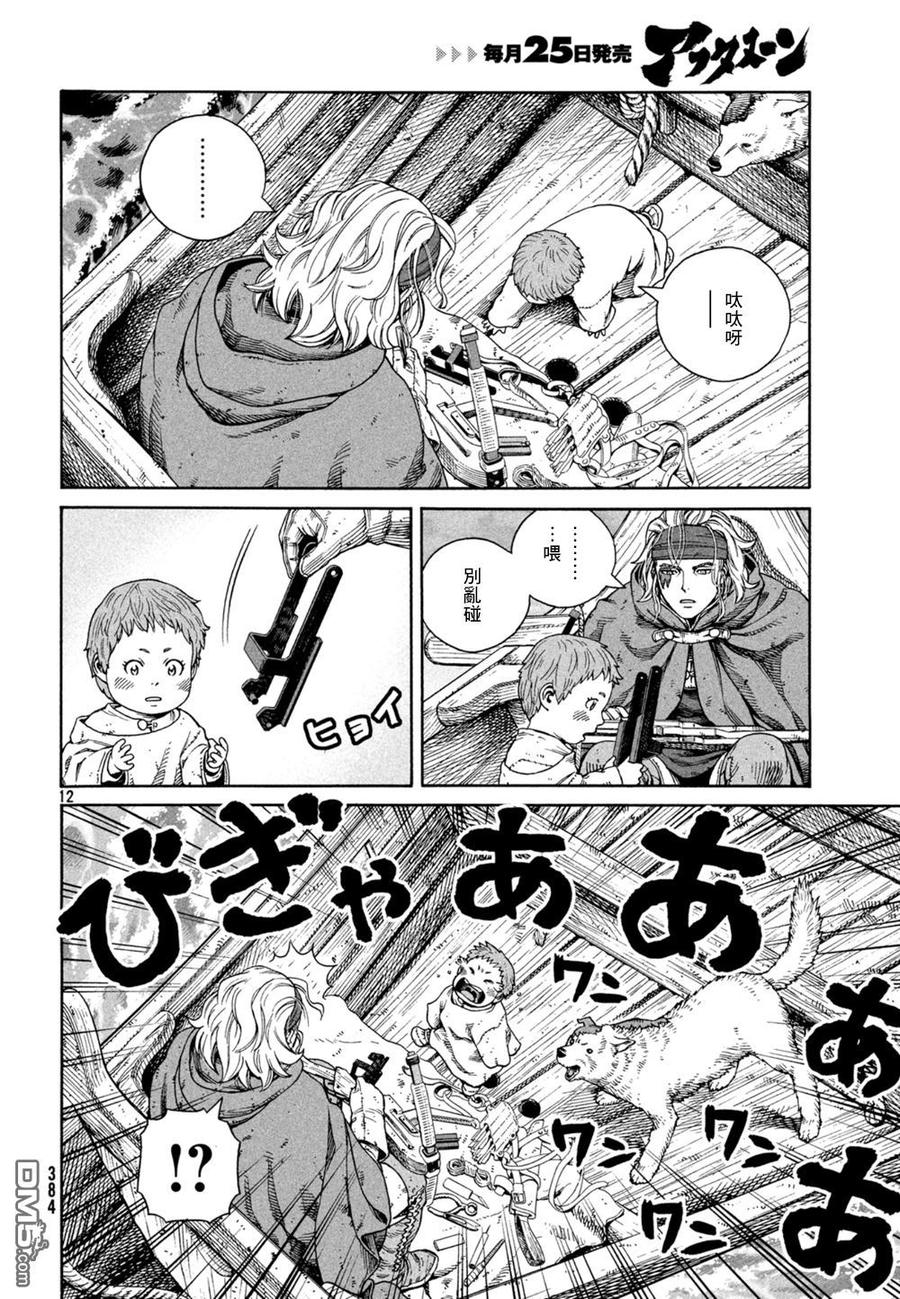 >>> 毎月25日発売 アフタヌーン
呔呔呀——
…………
………喂
別亂碰
ヒョイ
12
びぎゃあああああ
ワン
ワン
ワン
ワン
!?
384
DM5.com